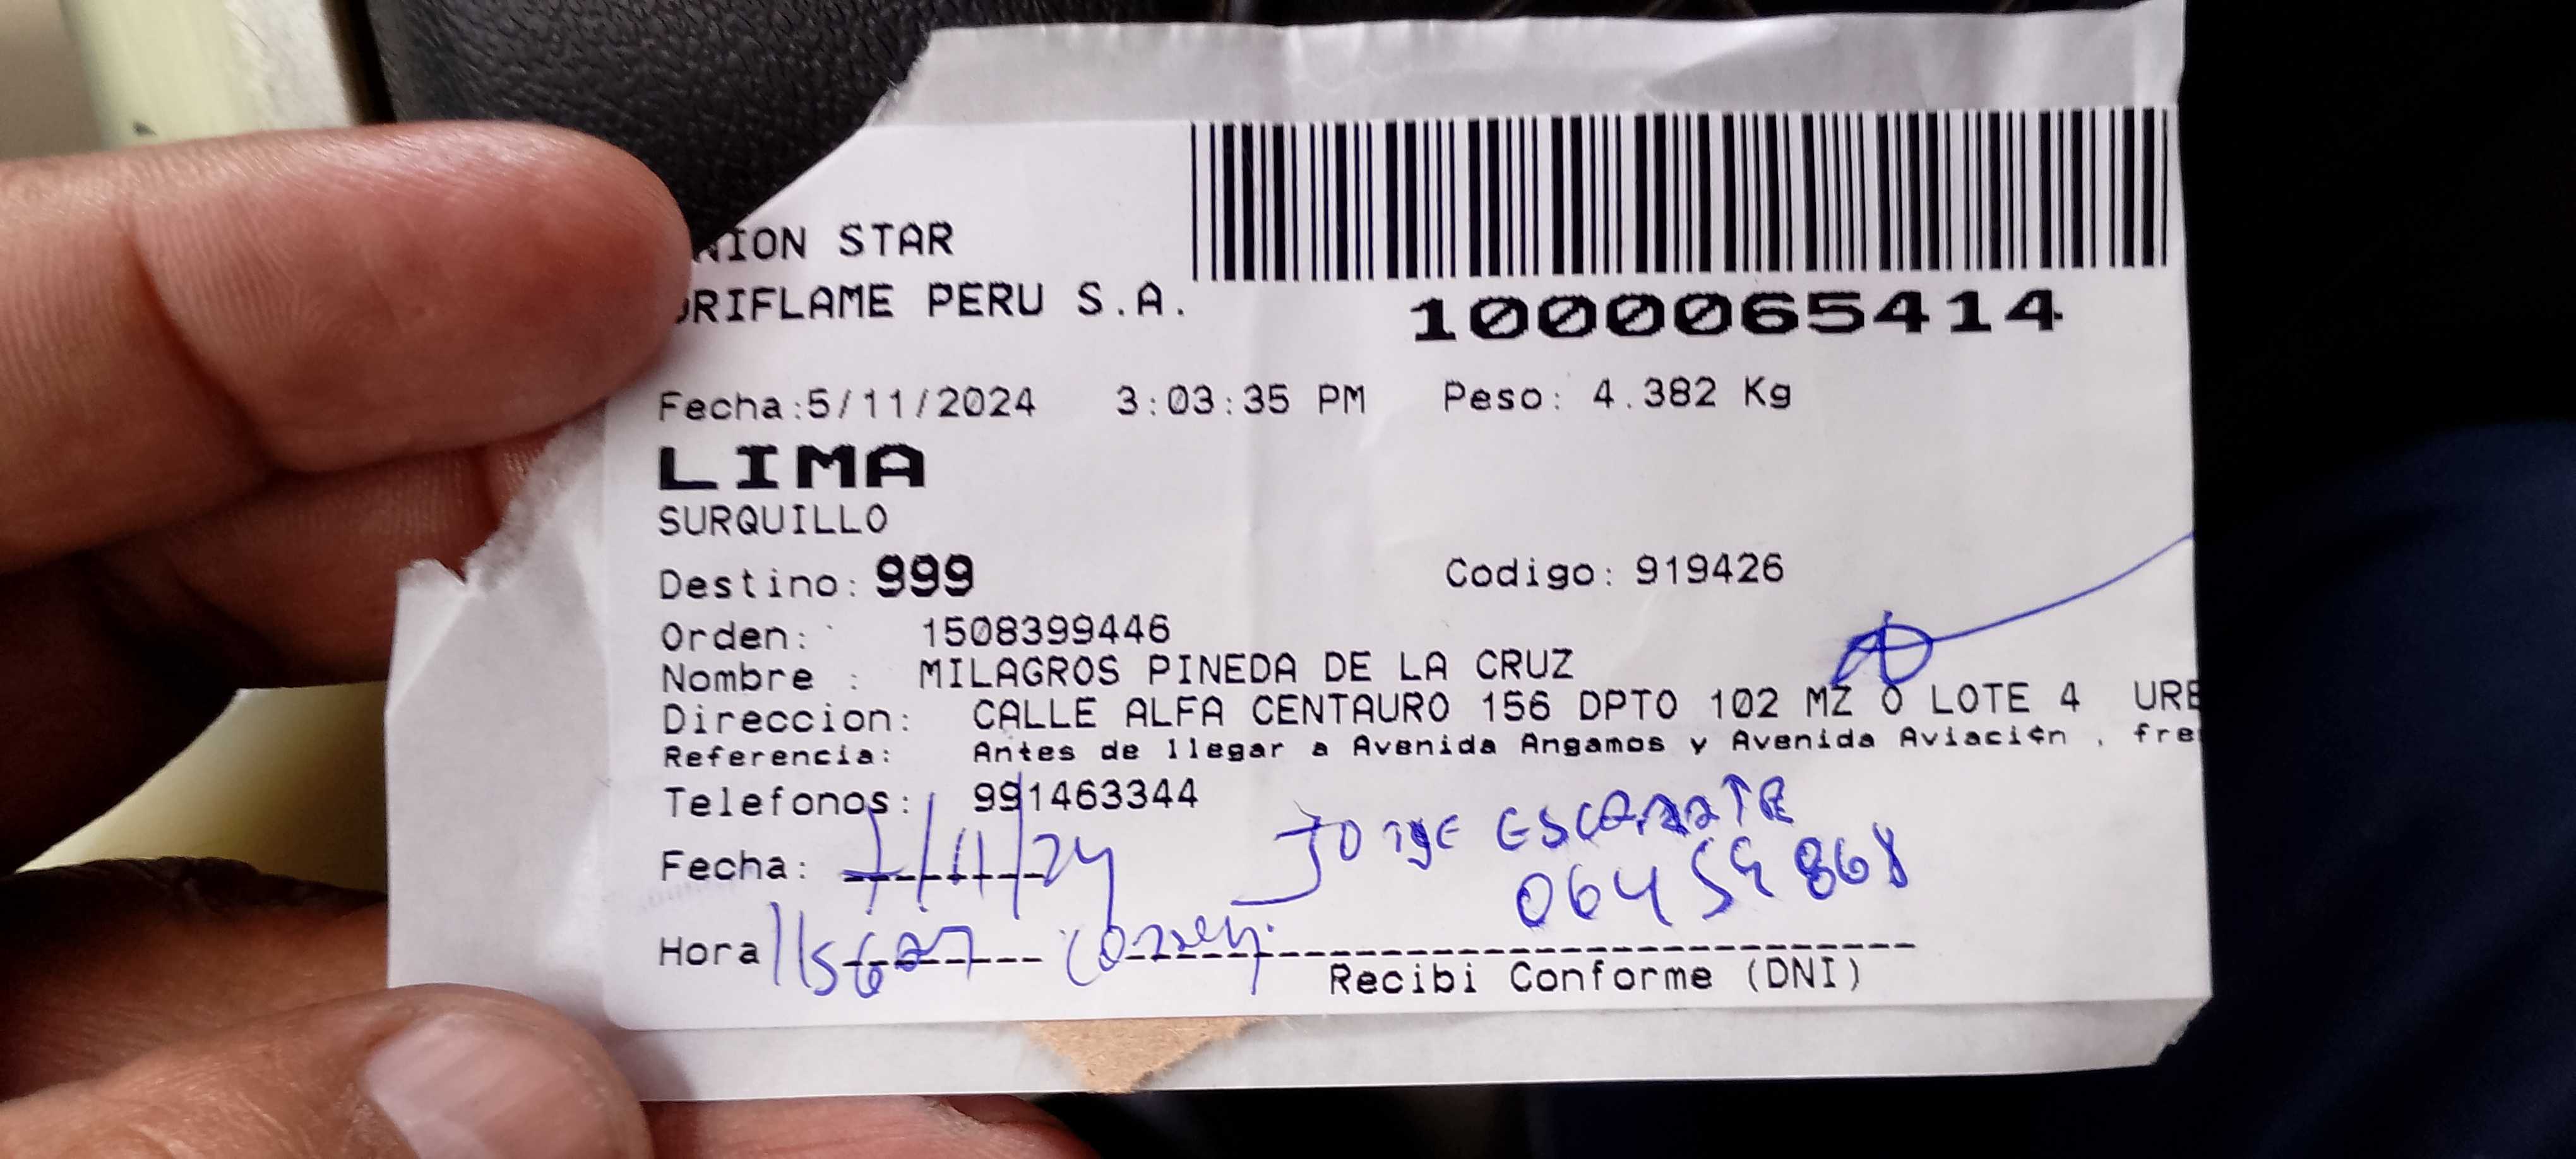 NION STAR
ORIFLAME PERU S.A.
1000065414
Fecha:5/11/2024 3:03:35 PM Peso: 4.382 Kg
LIMA
SURQUILLO
Destino: 999 Codigo: 919426
Orden: 1508399446
Nombre : MILAGROS PINEDA DE LA CRUZ
Direccion: CALLE ALFA CENTAURO 156 DPTO 102 MZ O LOTE 4 URB
Referencia: Antes de llegar a Avenida Angamos y Avenida Aviaci¢n , fre
Telefonos: 991463344
JORGE
Fecha: 7/11/24
Hora
Recibi Conforme (DNI)